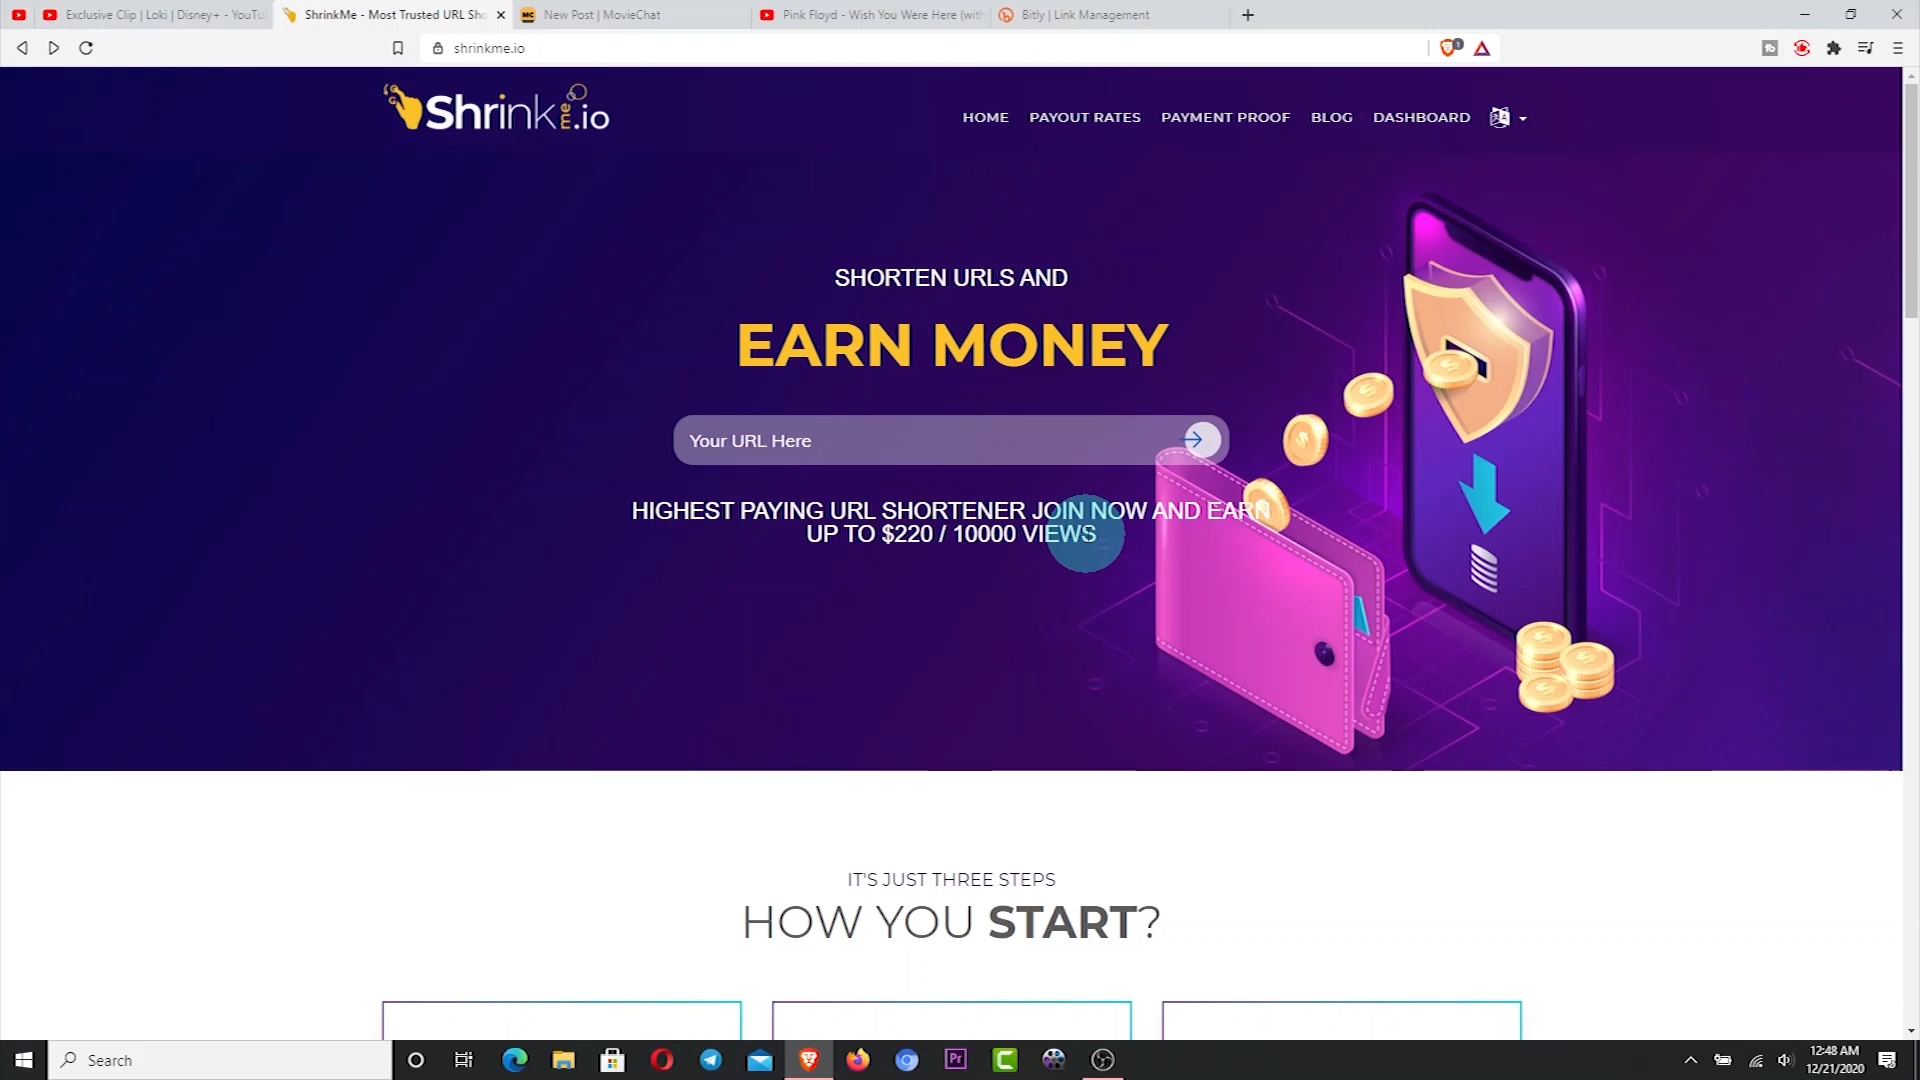 Exclusive Clip | Loki | Disney+ - YouTu
ShrinkMe - Most Trusted URL Sho
New Post | MovieChat
Pink Floyd - Wish You Were Here (with
Bitly | Link Management
shrinkme.io
Shrinkme.io
HOME
PAYOUT RATES
PAYMENT PROOF
BLOG
DASHBOARD
SHORTEN URLS AND
EARN MONEY
Your URL Here
HIGHEST PAYING URL SHORTENER JOIN NOW AND EARN
UP TO $220 / 10000 VIEWS
IT'S JUST THREE STEPS
HOW YOU START?
Search
Pr
12:48 AM
12/21/2020